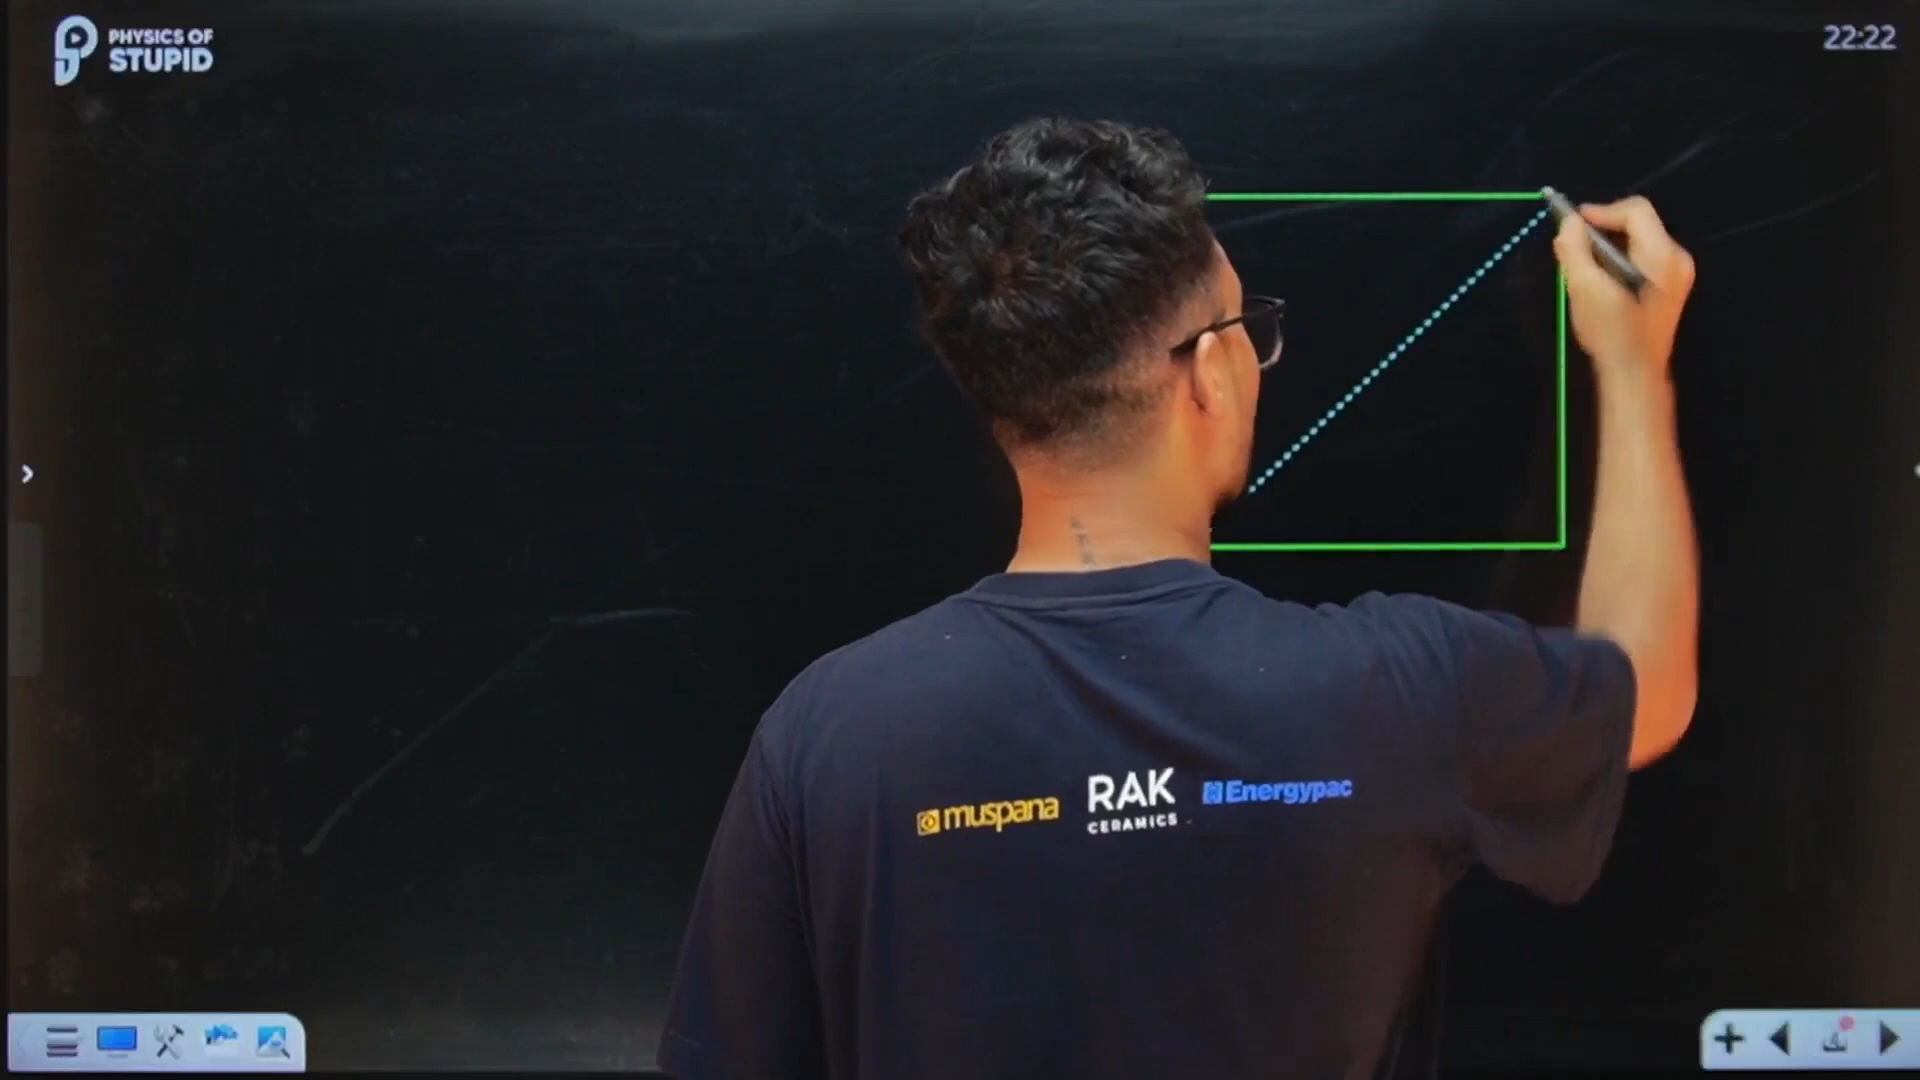 PHYSICS OF
STUPID
22:22
muspana
RAK
CERAMICS
Energypac